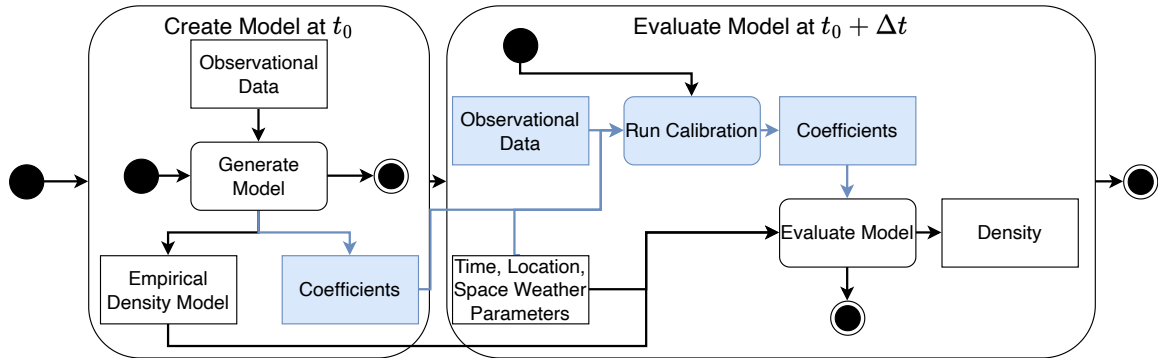 Create Model at t₀
Observational
Data
Generate
Model
Empirical
Density Model
Coefficients
Evaluate Model at t₀ + Δt
Observational
Data
Run Calibration
Coefficients
Time, Location,
Space Weather
Parameters
Evaluate Model
Density